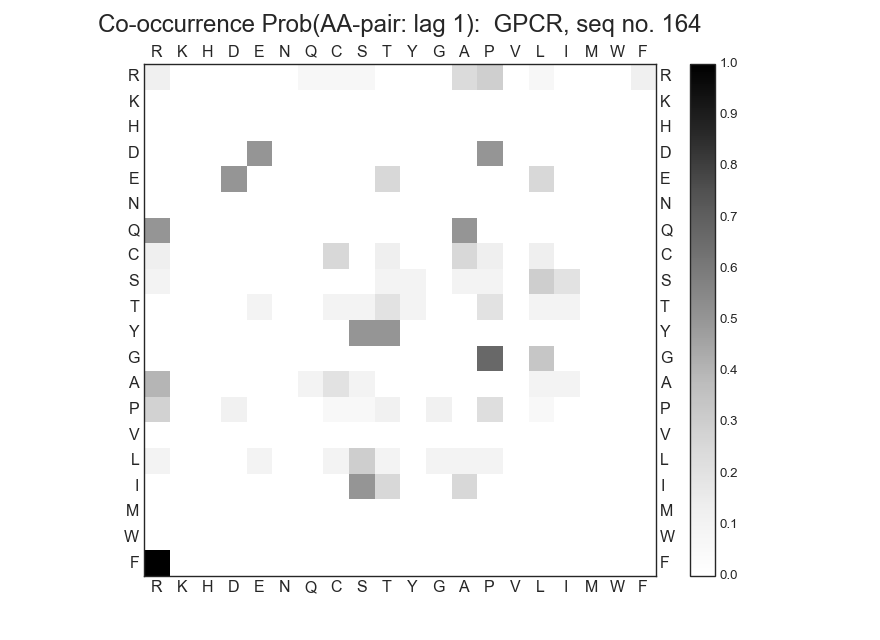 Co-occurrence Prob(AA-pair: lag 1):  GPCR, seq no. 164
R K H D E N Q C S T Y G A P V L I M W F
R R 1.0
K K
H H 0.9
D D
E E 0.8
N N
Q Q 0.7
C C
S S 0.6
T T
Y Y 0.5
G G
A A 0.4
P P
V V 0.3
L L
I I 0.2
M M
W W 0.1
F F 0.0
R K H D E N Q C S T Y G A P V L I M W F